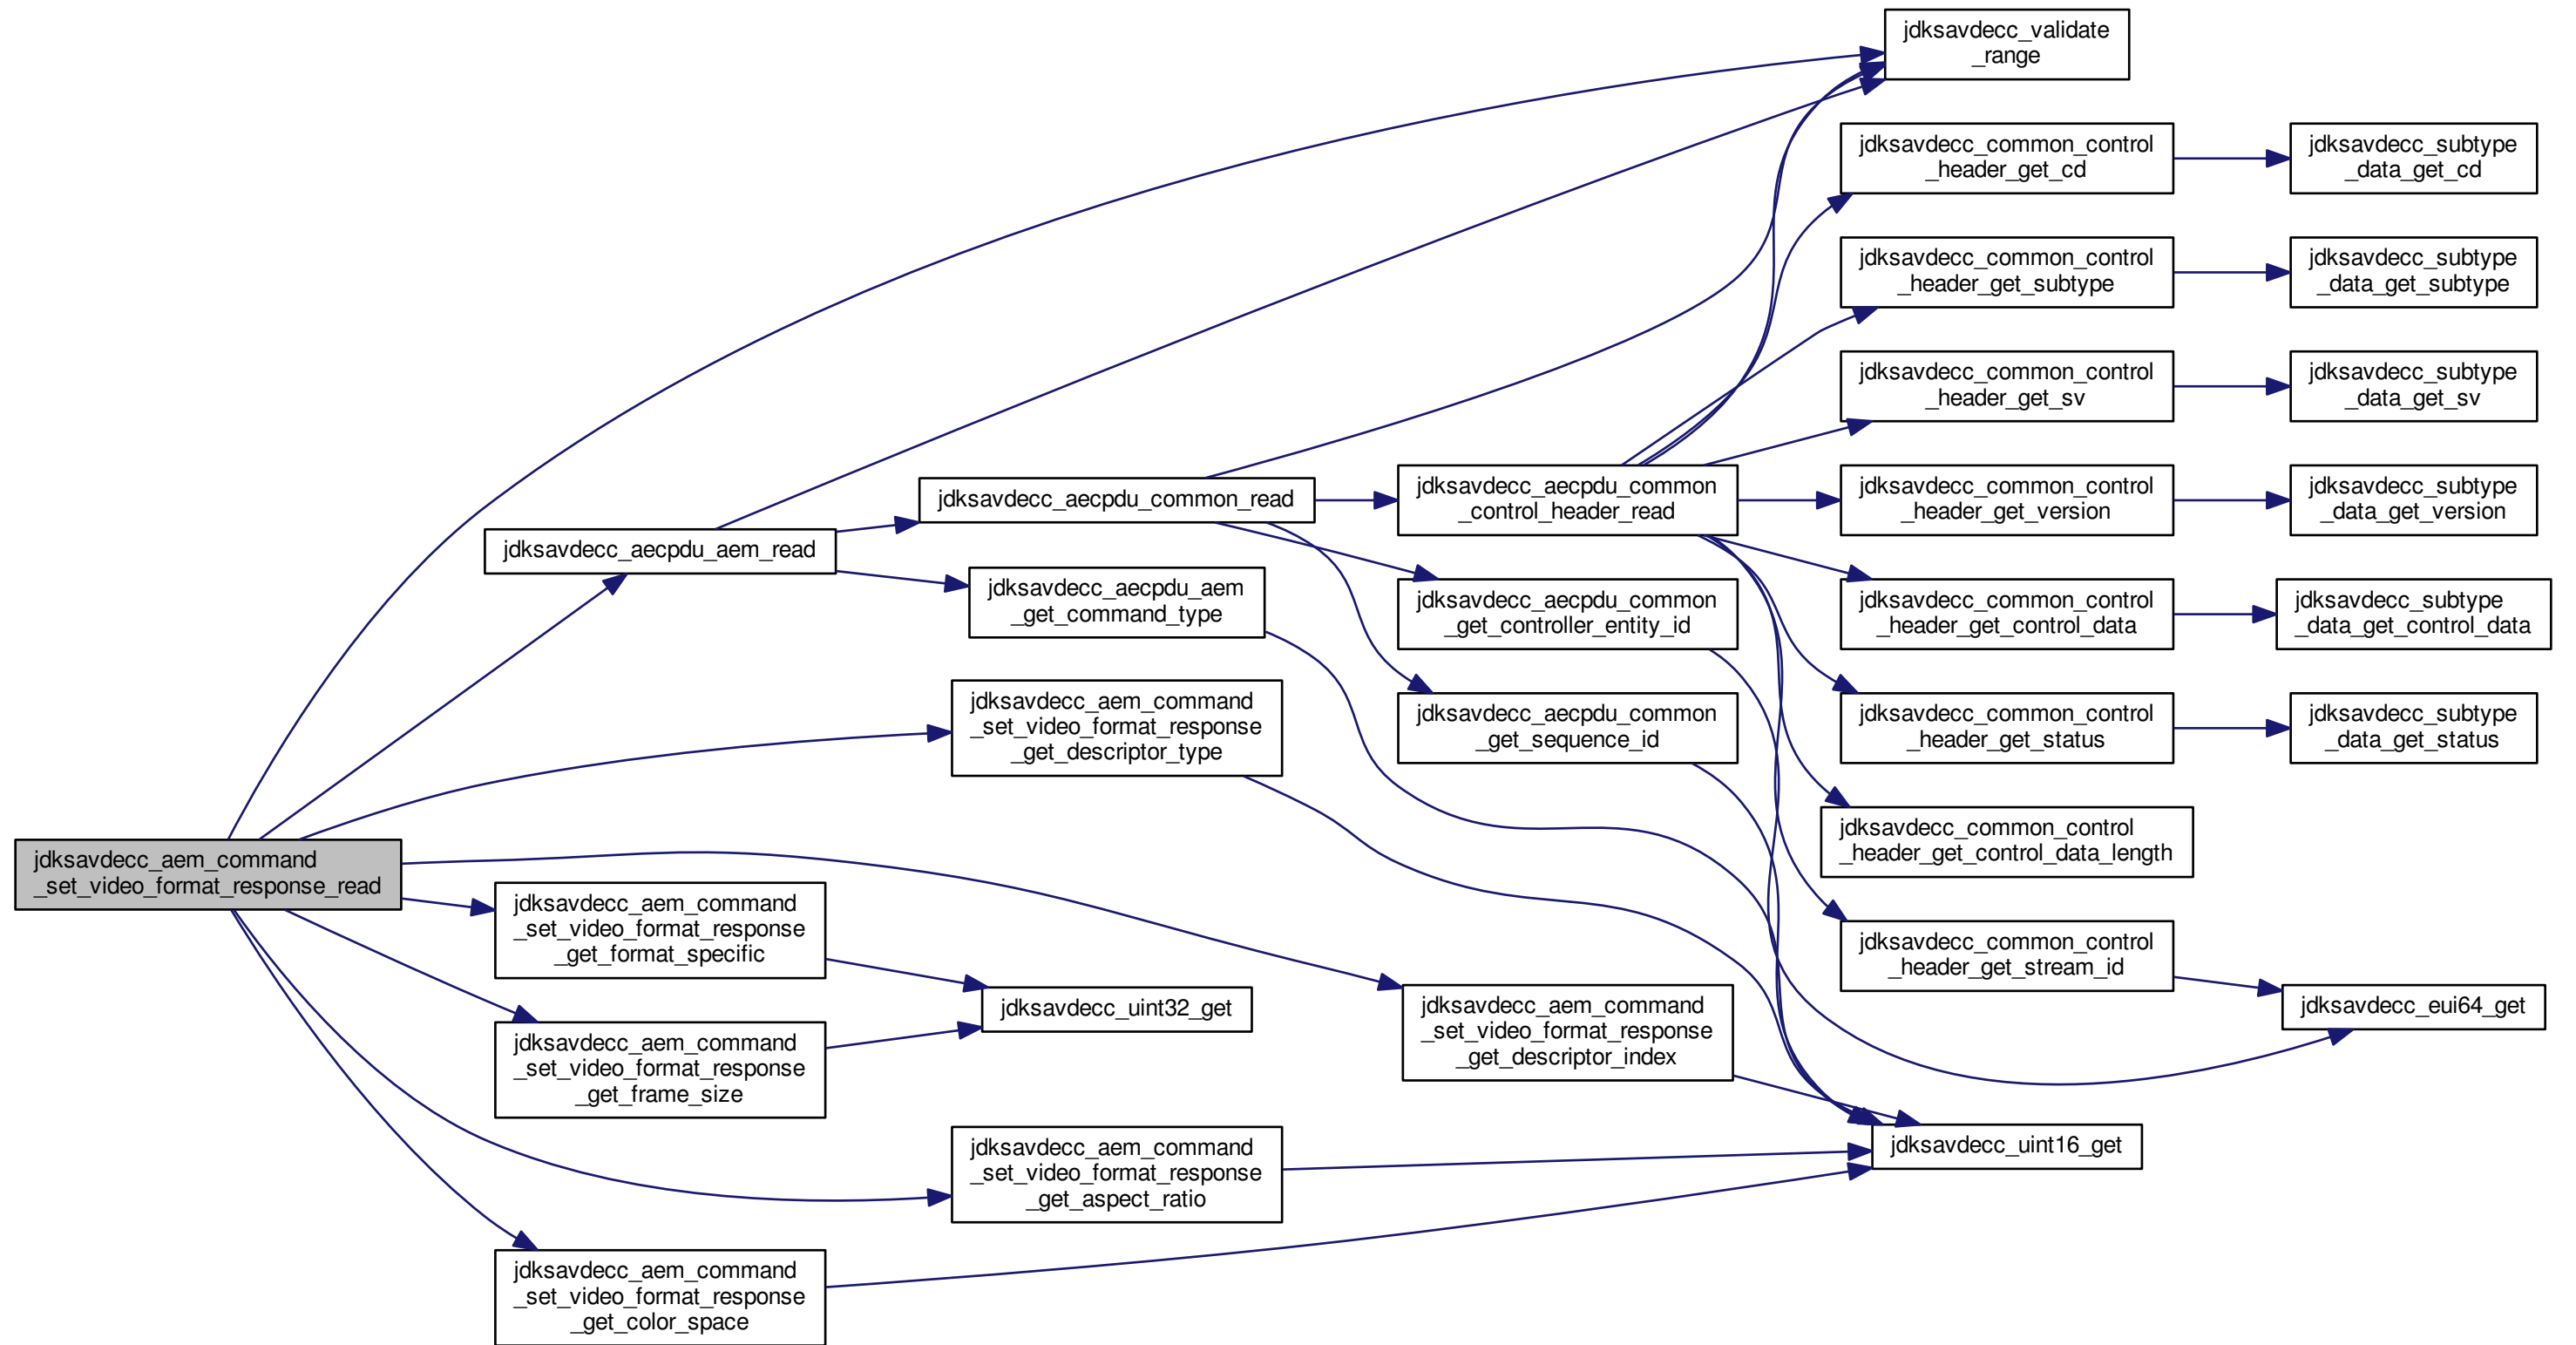 jdksavdecc_validate
_range
jdksavdecc_common_control
_header_get_cd
jdksavdecc_subtype
_data_get_cd
jdksavdecc_common_control
_header_get_subtype
jdksavdecc_subtype
_data_get_subtype
jdksavdecc_common_control
_header_get_sv
jdksavdecc_subtype
_data_get_sv
jdksavdecc_aecpdu_common_read
jdksavdecc_aecpdu_common
_control_header_read
jdksavdecc_common_control
_header_get_version
jdksavdecc_subtype
_data_get_version
jdksavdecc_aecpdu_aem_read
jdksavdecc_aecpdu_aem
_get_command_type
jdksavdecc_aecpdu_common
_get_controller_entity_id
jdksavdecc_common_control
_header_get_control_data
jdksavdecc_subtype
_data_get_control_data
jdksavdecc_aem_command
_set_video_format_response
_get_descriptor_type
jdksavdecc_aecpdu_common
_get_sequence_id
jdksavdecc_common_control
_header_get_status
jdksavdecc_subtype
_data_get_status
jdksavdecc_common_control
_header_get_control_data_length
jdksavdecc_aem_command
_set_video_format_response_read
jdksavdecc_aem_command
_set_video_format_response
_get_format_specific
jdksavdecc_common_control
_header_get_stream_id
jdksavdecc_uint32_get
jdksavdecc_aem_command
_set_video_format_response
_get_descriptor_index
jdksavdecc_eui64_get
jdksavdecc_aem_command
_set_video_format_response
_get_frame_size
jdksavdecc_aem_command
_set_video_format_response
_get_aspect_ratio
jdksavdecc_uint16_get
jdksavdecc_aem_command
_set_video_format_response
_get_color_space